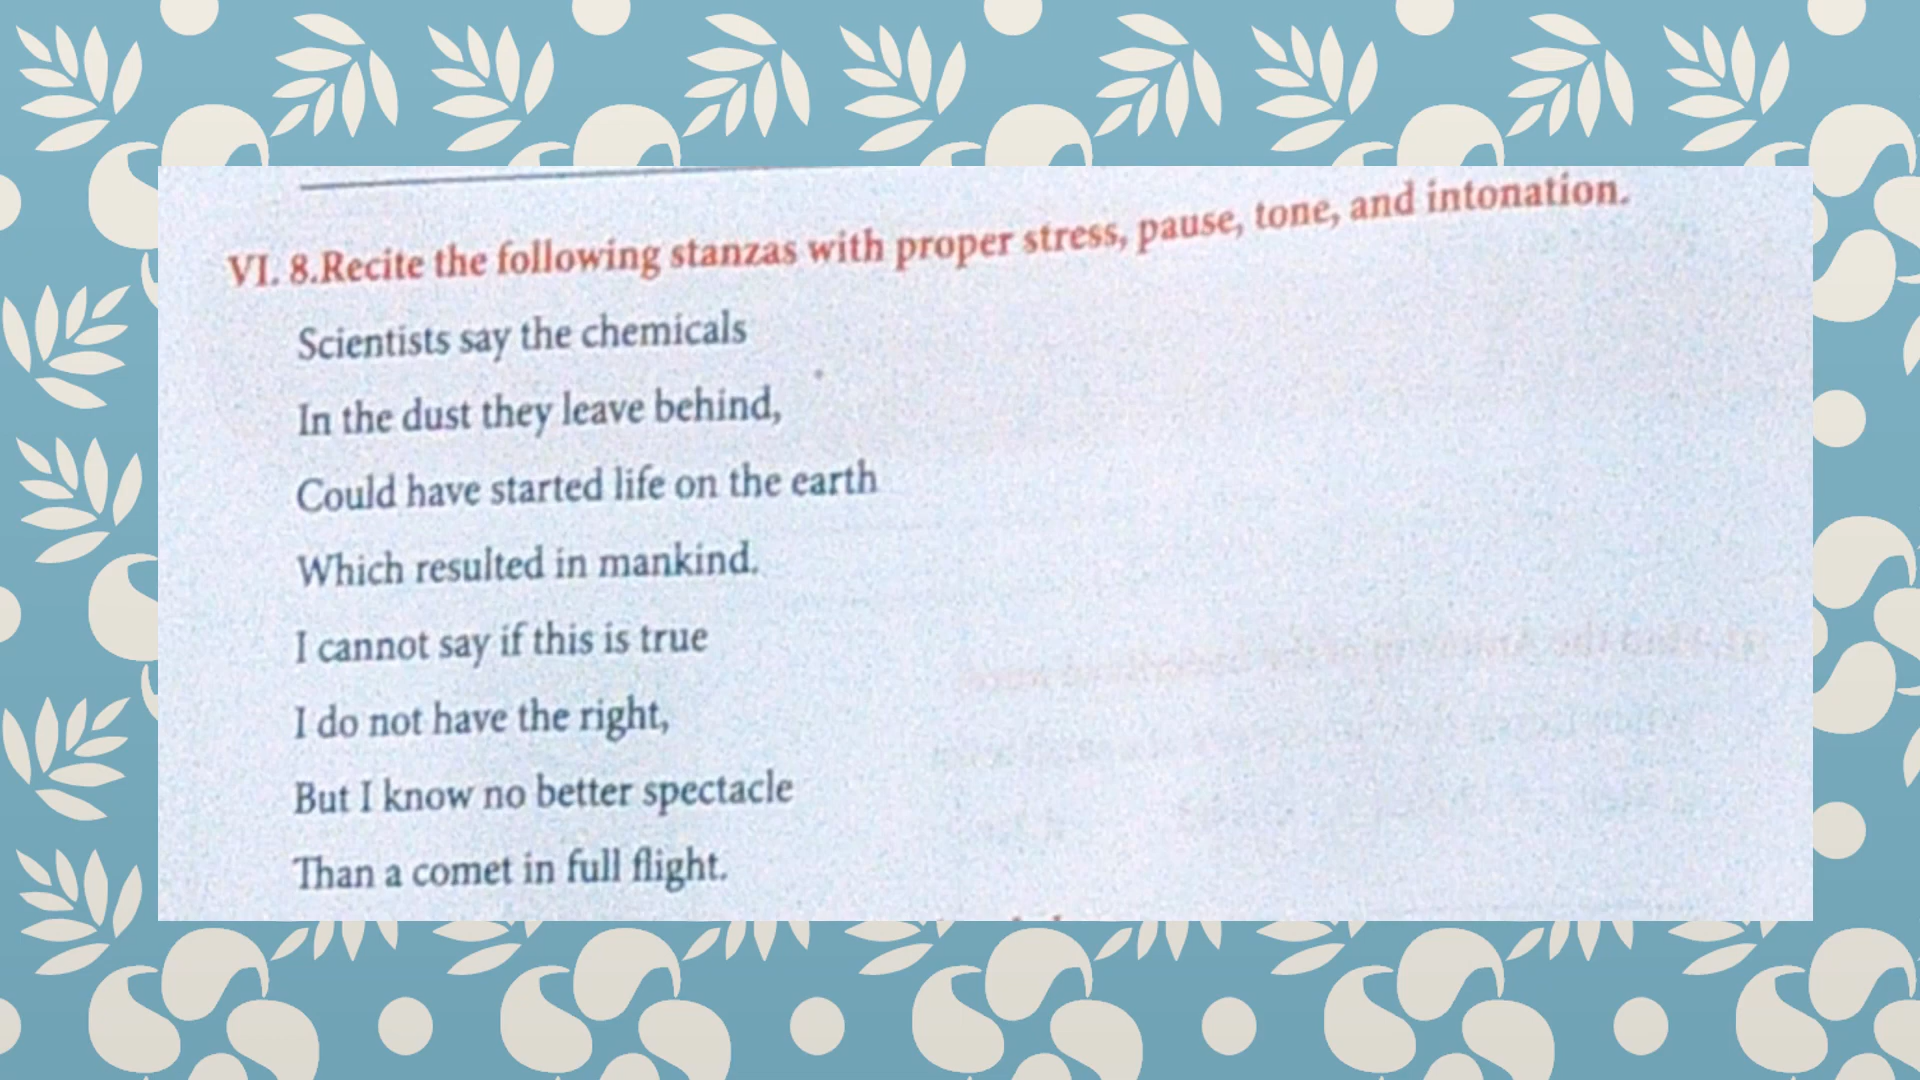 VI. 8.Recite the following stanzas with proper stress, pause, tone, and intonation.
Scientists say the chemicals
In the dust they leave behind,
Could have started life on the earth
Which resulted in mankind.
I cannot say if this is true
I do not have the right,
But I know no better spectacle
Than a comet in full flight.